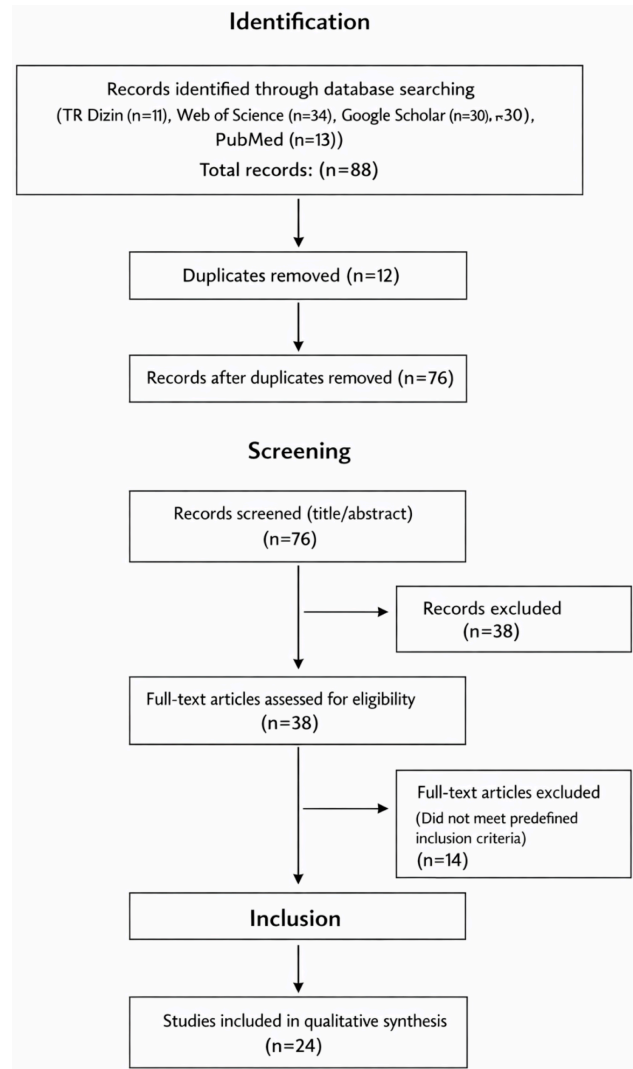 Identification
Records identified through database searching
(TR Dizin (n=11), Web of Science (n=34), Google Scholar (n=30), n30),
PubMed (n=13))
Total records: (n=88)
Duplicates removed (n=12)
Records after duplicates removed (n=76)
Screening
Records screened (title/abstract)
(n=76)
Records excluded
(n=38)
Full-text articles assessed for eligibility
(n=38)
Full-text articles excluded
(Did not meet predefined
inclusion criteria)
(n=14)
Inclusion
Studies included in qualitative synthesis
(n=24)